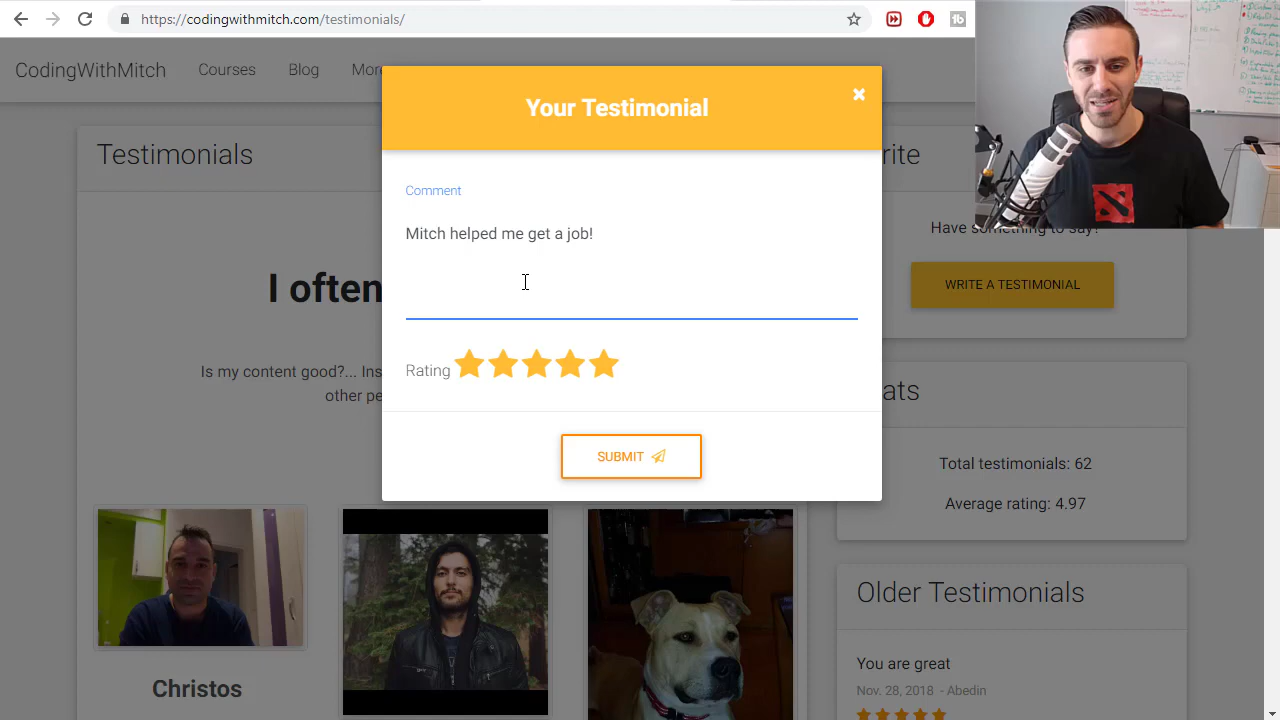 https://codingwithmitch.com/testimonials/
CodingWithMitch Courses Blog More
Your Testimonial
Testimonials
Comment
Mitch helped me get a job!
I often
Have something to say?
WRITE A TESTIMONIAL
Is my content good?... Ins
other pe
Rating
SUBMIT
Total testimonials: 62
Average rating: 4.97
Christos
Older Testimonials
You are great
Nov. 28, 2018 - Abedin